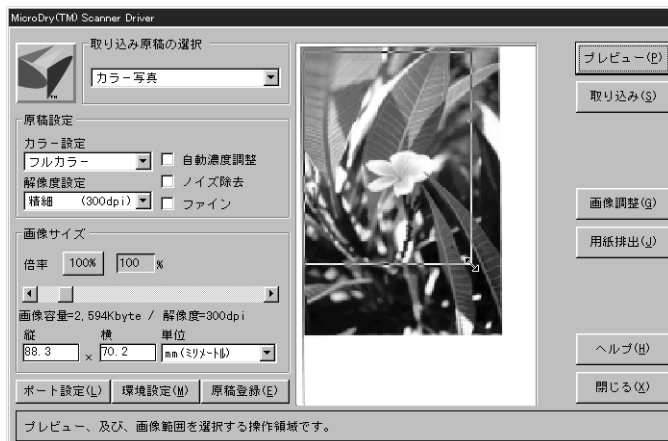 MicroDry(TM) Scanner Driver
取り込み原稿の選択
カラー写真
TM
原稿設定
カラー設定
フルカラー
自動濃度調整
解像度設定
ノイズ除去
精細 (300dpi)
ファイン
画像サイズ
倍率 100% 100 %
画像容量=2,594Kbyte / 解像度=300dpi
縦 横 単位
88.3 × 70.2 mm(ミリメートル)
ポート設定(L) 環境設定(M) 原稿登録(E)
プレビュー(P)
取り込み(S)
画像調整(G)
用紙排出(J)
ヘルプ(H)
閉じる(X)
プレビュー、及び、画像範囲を選択する操作領域です。